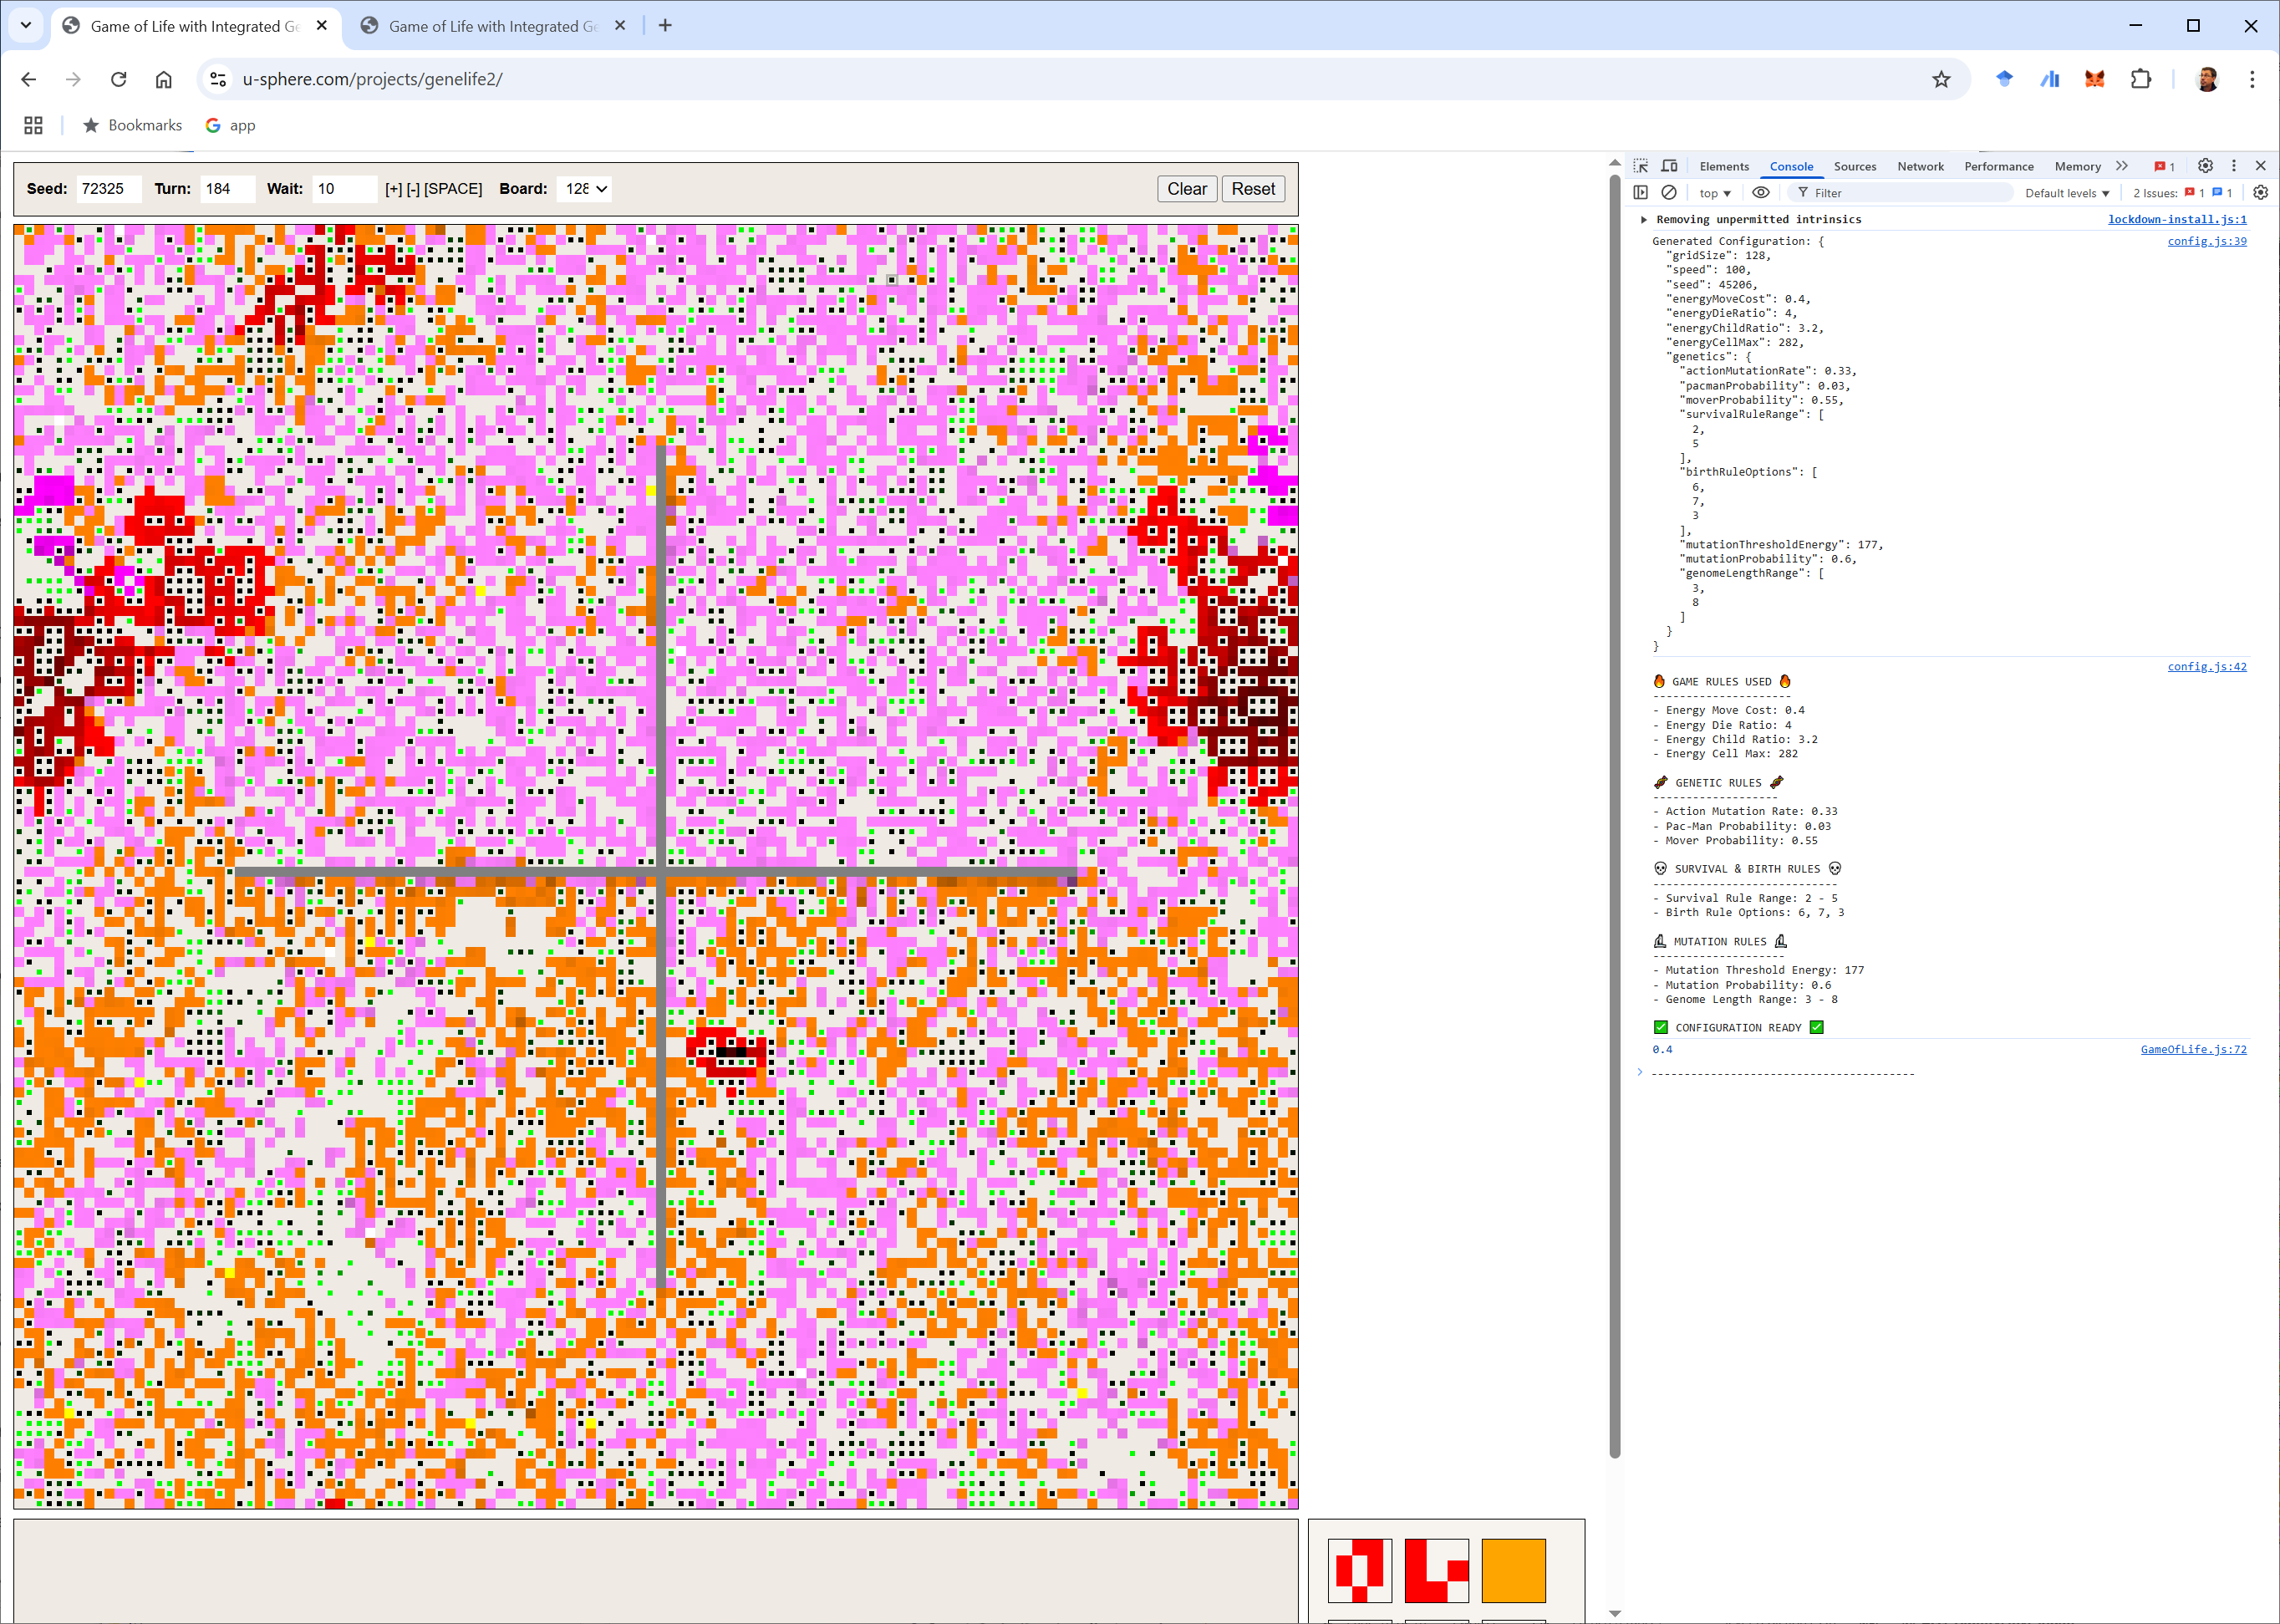 Game of Life with Integrated Ge
Game of Life with Integrated Ge
u-sphere.com/projects/genelife2/
Bookmarks
app
Seed: 72325 Turn: 184 Wait: 10 [+] [-] [SPACE] Board: 128 Clear Reset
Elements Console Sources Network Performance Memory 1
top Filter Default levels 2 Issues: 1 1
Removing unpermitted intrinsics lockdown-install.js:1
Generated Configuration: { config.js:39
"gridSize": 128,
"speed": 100,
"seed": 45206,
"energyMoveCost": 0.4,
"energyDieRatio": 4,
"energyChildRatio": 3.2,
"energyCellMax": 282,
"genetics": {
"actionMutationRate": 0.33,
"pacmanProbability": 0.03,
"moverProbability": 0.55,
"survivalRuleRange": [
2,
5
],
"birthRuleOptions": [
6,
7,
3
],
"mutationThresholdEnergy": 177,
"mutationProbability": 0.6,
"genomeLengthRange": [
3,
8
]
}
}
config.js:42
🔥 GAME RULES USED 🔥
--------------------
- Energy Move Cost: 0.4
- Energy Die Ratio: 4
- Energy Child Ratio: 3.2
- Energy Cell Max: 282
GENETIC RULES
------------------
- Action Mutation Rate: 0.33
- Pac-Man Probability: 0.03
- Mover Probability: 0.55
💀 SURVIVAL & BIRTH RULES 💀
---------------------------
- Survival Rule Range: 2 - 5
- Birth Rule Options: 6, 7, 3
MUTATION RULES
-------------------
- Mutation Threshold Energy: 177
- Mutation Probability: 0.6
- Genome Length Range: 3 - 8
✅ CONFIGURATION READY ✅
0.4 GameOfLife.js:72
--------------------------------------